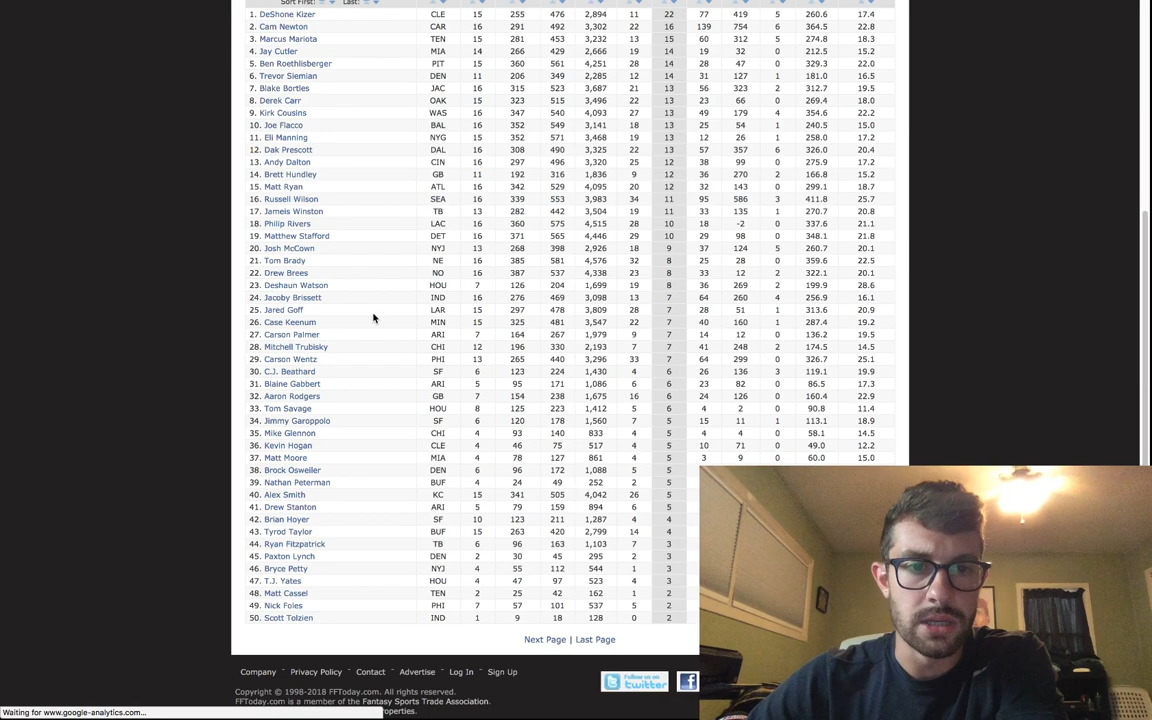 Sort First: Last:
1. DeShone Kizer CLE 15 255 476 2,894 11 22 77 419 5 260.6 17.4
2. Cam Newton CAR 16 291 492 3,302 22 16 139 754 6 364.5 22.8
3. Marcus Mariota TEN 15 281 453 3,232 13 15 60 312 5 274.8 18.3
4. Jay Cutler MIA 14 266 429 2,666 19 14 19 32 0 212.5 15.2
5. Ben Roethlisberger PIT 15 360 561 4,251 28 14 28 47 0 329.3 22.0
6. Trevor Siemian DEN 11 206 349 2,285 12 14 31 127 1 181.0 16.5
7. Blake Bortles JAC 16 315 523 3,687 21 13 56 323 2 312.7 19.5
8. Derek Carr OAK 15 323 515 3,496 22 13 23 66 0 269.4 18.0
9. Kirk Cousins WAS 16 347 540 4,093 27 13 49 179 4 354.6 22.2
10. Joe Flacco BAL 16 352 549 3,141 18 13 25 54 1 240.5 15.0
11. Eli Manning NYG 15 352 571 3,468 19 13 12 26 1 258.0 17.2
12. Dak Prescott DAL 16 308 490 3,325 22 13 57 357 6 326.0 20.4
13. Andy Dalton CIN 16 297 496 3,320 25 12 38 99 0 275.9 17.2
14. Brett Hundley GB 11 192 316 1,836 9 12 36 270 2 166.8 15.2
15. Matt Ryan ATL 16 342 529 4,095 20 12 32 143 0 299.1 18.7
16. Russell Wilson SEA 16 339 553 3,983 34 11 95 586 3 411.8 25.7
17. Jameis Winston TB 13 282 442 3,504 19 11 33 135 1 270.7 20.8
18. Philip Rivers LAC 16 360 575 4,515 28 10 18 -2 0 337.6 21.1
19. Matthew Stafford DET 16 371 565 4,446 29 10 29 98 0 348.1 21.8
20. Josh McCown NYJ 13 268 398 2,926 18 9 37 124 5 260.7 20.1
21. Tom Brady NE 16 385 581 4,576 32 8 25 28 0 359.6 22.5
22. Drew Brees NO 16 387 537 4,338 23 8 33 12 2 322.1 20.1
23. Deshaun Watson HOU 7 126 204 1,699 19 8 36 269 2 199.9 28.6
24. Jacoby Brissett IND 16 276 469 3,098 13 7 64 260 4 256.9 16.1
25. Jared Goff LAR 15 297 478 3,809 28 7 28 51 1 313.6 20.9
26. Case Keenum MIN 15 325 481 3,547 22 7 40 160 1 287.4 19.2
27. Carson Palmer ARI 7 164 267 1,979 9 7 14 12 0 136.2 19.5
28. Mitchell Trubisky CHI 12 196 330 2,193 7 7 41 248 2 174.5 14.5
29. Carson Wentz PHI 13 265 440 3,296 33 7 64 299 0 326.7 25.1
30. C.J. Beathard SF 6 123 224 1,430 4 6 26 136 3 119.1 19.9
31. Blaine Gabbert ARI 5 95 171 1,086 6 6 23 82 0 86.5 17.3
32. Aaron Rodgers GB 7 154 238 1,675 16 6 24 126 0 160.4 22.9
33. Tom Savage HOU 8 125 223 1,412 5 6 4 2 0 90.8 11.4
34. Jimmy Garoppolo SF 6 120 178 1,560 7 5 15 11 1 113.1 18.9
35. Mike Glennon CHI 4 93 140 833 4 5 4 4 0 58.1 14.5
36. Kevin Hogan CLE 4 46 75 517 4 5 10 71 0 49.0 12.2
37. Matt Moore MIA 4 78 127 861 4 5 3 9 0 60.0 15.0
38. Brock Osweiler DEN 6 96 172 1,088 5 5
39. Nathan Peterman BUF 4 24 49 252 2 5
40. Alex Smith KC 15 341 505 4,042 26 5
41. Drew Stanton ARI 5 79 159 894 6 5
42. Brian Hoyer SF 10 123 211 1,287 4 4
43. Tyrod Taylor BUF 15 263 420 2,799 14 4
44. Ryan Fitzpatrick TB 6 96 163 1,103 7 3
45. Paxton Lynch DEN 2 30 45 295 2 3
46. Bryce Petty NYJ 4 55 112 544 1 3
47. T.J. Yates HOU 4 47 97 523 4 3
48. Matt Cassel TEN 2 25 42 162 1 2
49. Nick Foles PHI 7 57 101 537 5 2
50. Scott Tolzien IND 1 9 18 128 0 2
Next Page | Last Page
Company ~ Privacy Policy ~ Contact ~ Advertise ~ Log In ~ Sign Up
Follow us on twitter
Copyright © 1998-2018 FFToday.com. All rights reserved.
FFToday.com is a member of the Fantasy Sports Trade Association.
Waiting for www.google-analytics.com... operties.